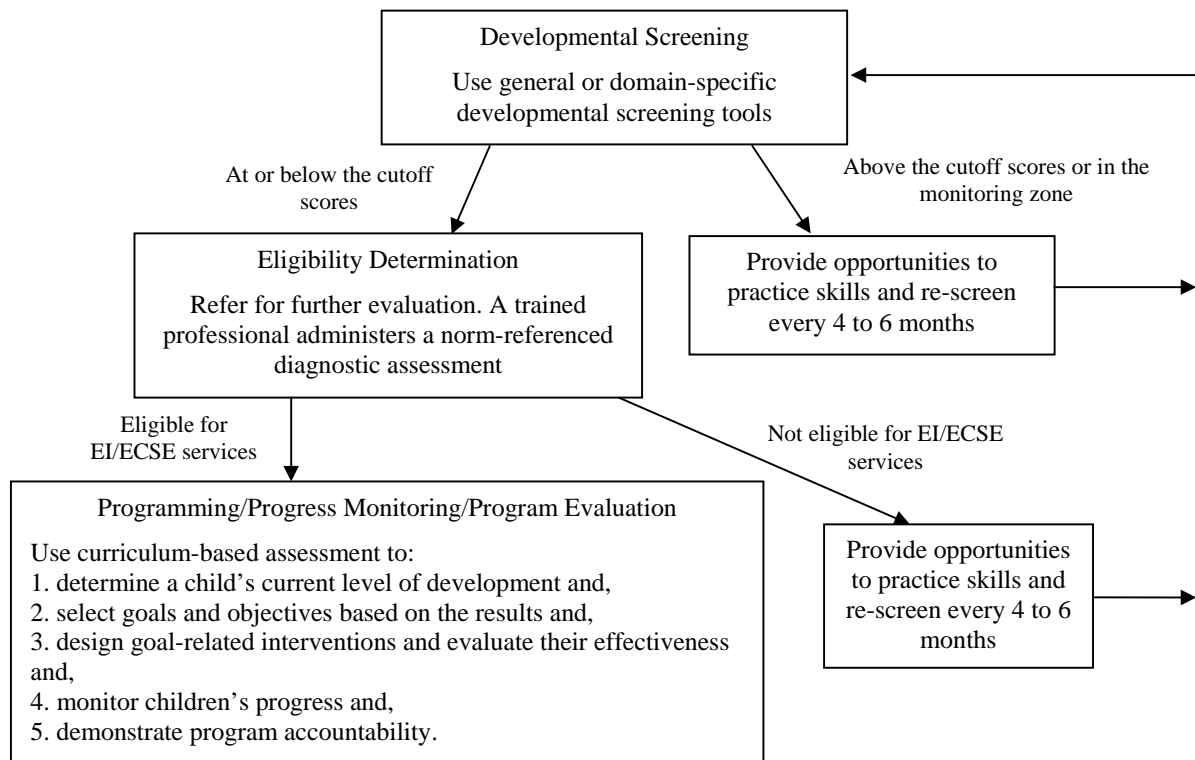 Developmental Screening
Use general or domain-specific
developmental screening tools
At or below the cutoff
scores
Above the cutoff scores or in the
monitoring zone
Eligibility Determination
Refer for further evaluation. A trained
professional administers a norm-referenced
diagnostic assessment
Provide opportunities to
practice skills and re-screen
every 4 to 6 months
Eligible for
EI/ECSE services
Not eligible for EI/ECSE
services
Programming/Progress Monitoring/Program Evaluation
Use curriculum-based assessment to:
1. determine a child’s current level of development and,
2. select goals and objectives based on the results and,
3. design goal-related interventions and evaluate their effectiveness
and,
4. monitor children’s progress and,
5. demonstrate program accountability.
Provide opportunities
to practice skills and
re-screen every 4 to 6
months